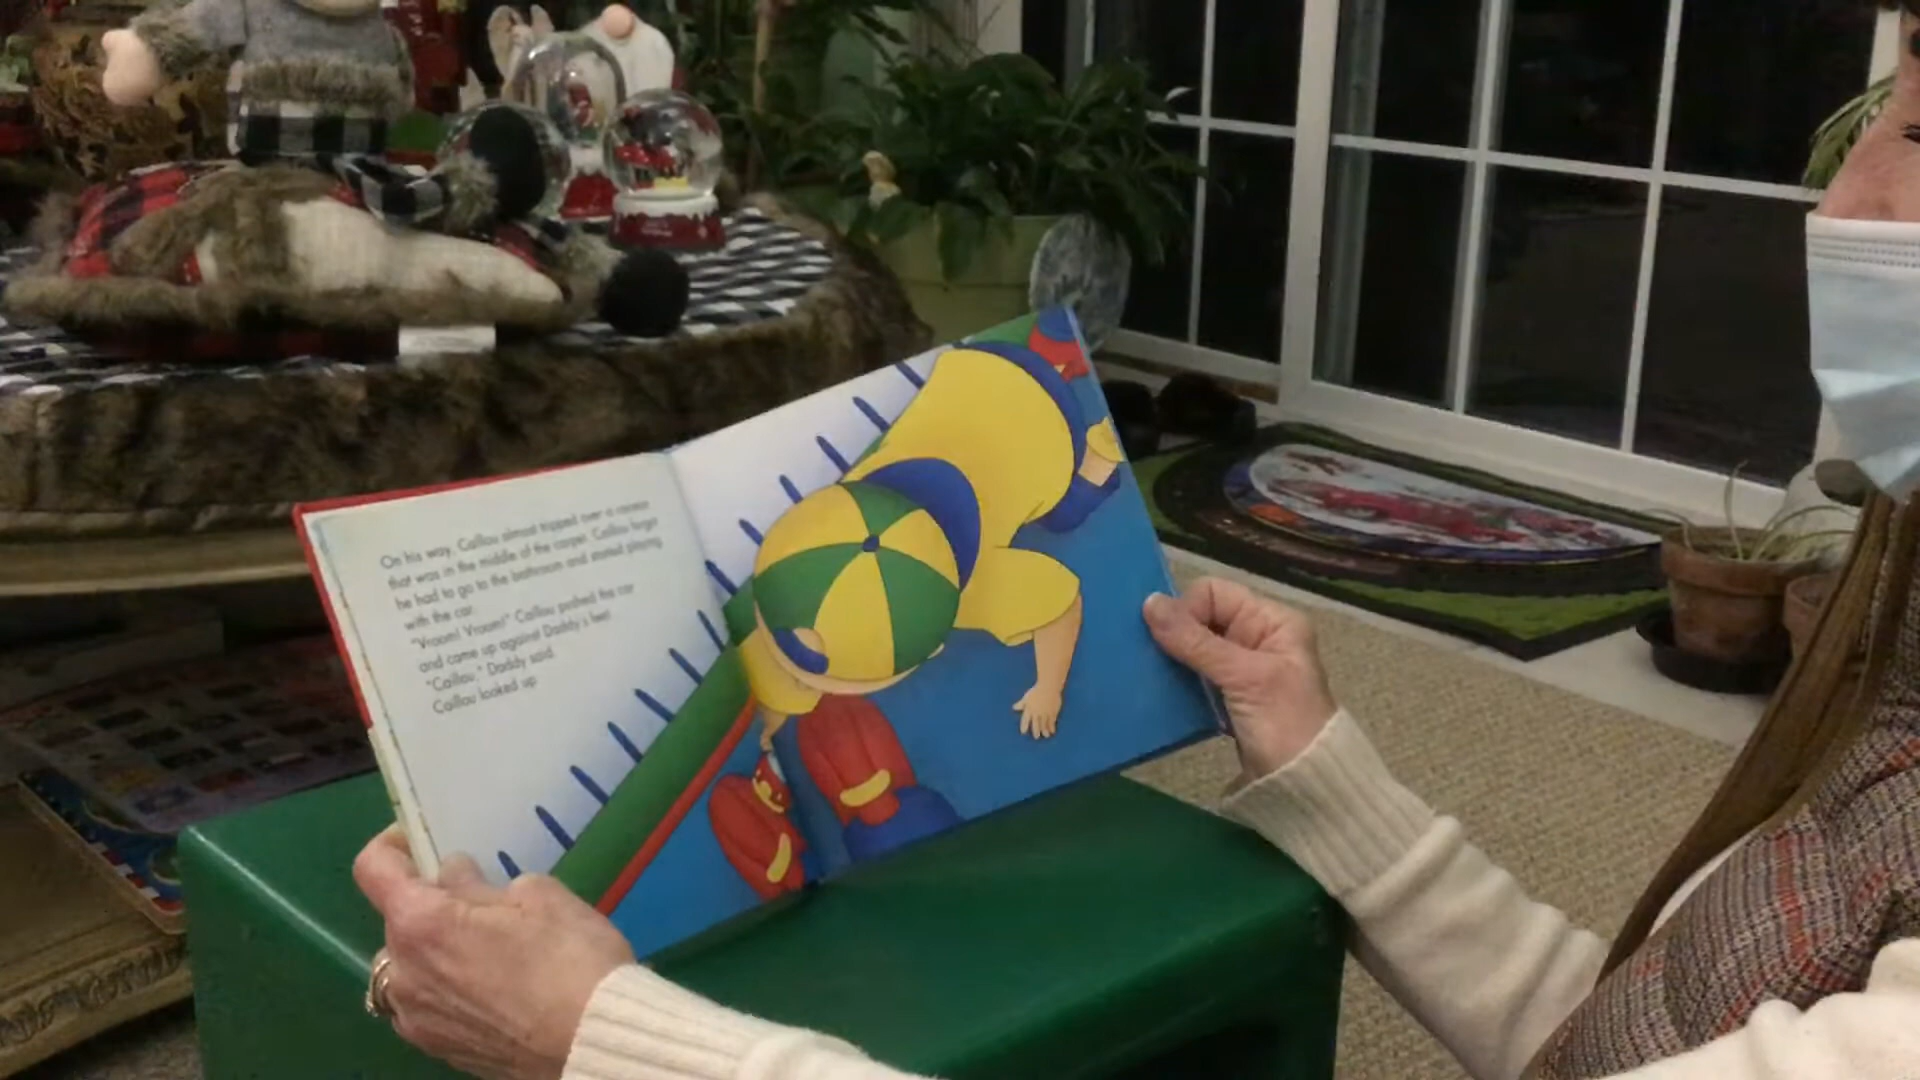 On his way, Caillou almost tripped over a racecar
that was in the middle of the carpet. Caillou forgot
he had to go to the bathroom and started playing
with the car.
"Vroom! Vroom!" Caillou pushed the car
and came up against Daddy's feet.
"Caillou," Daddy said.
Caillou looked up.